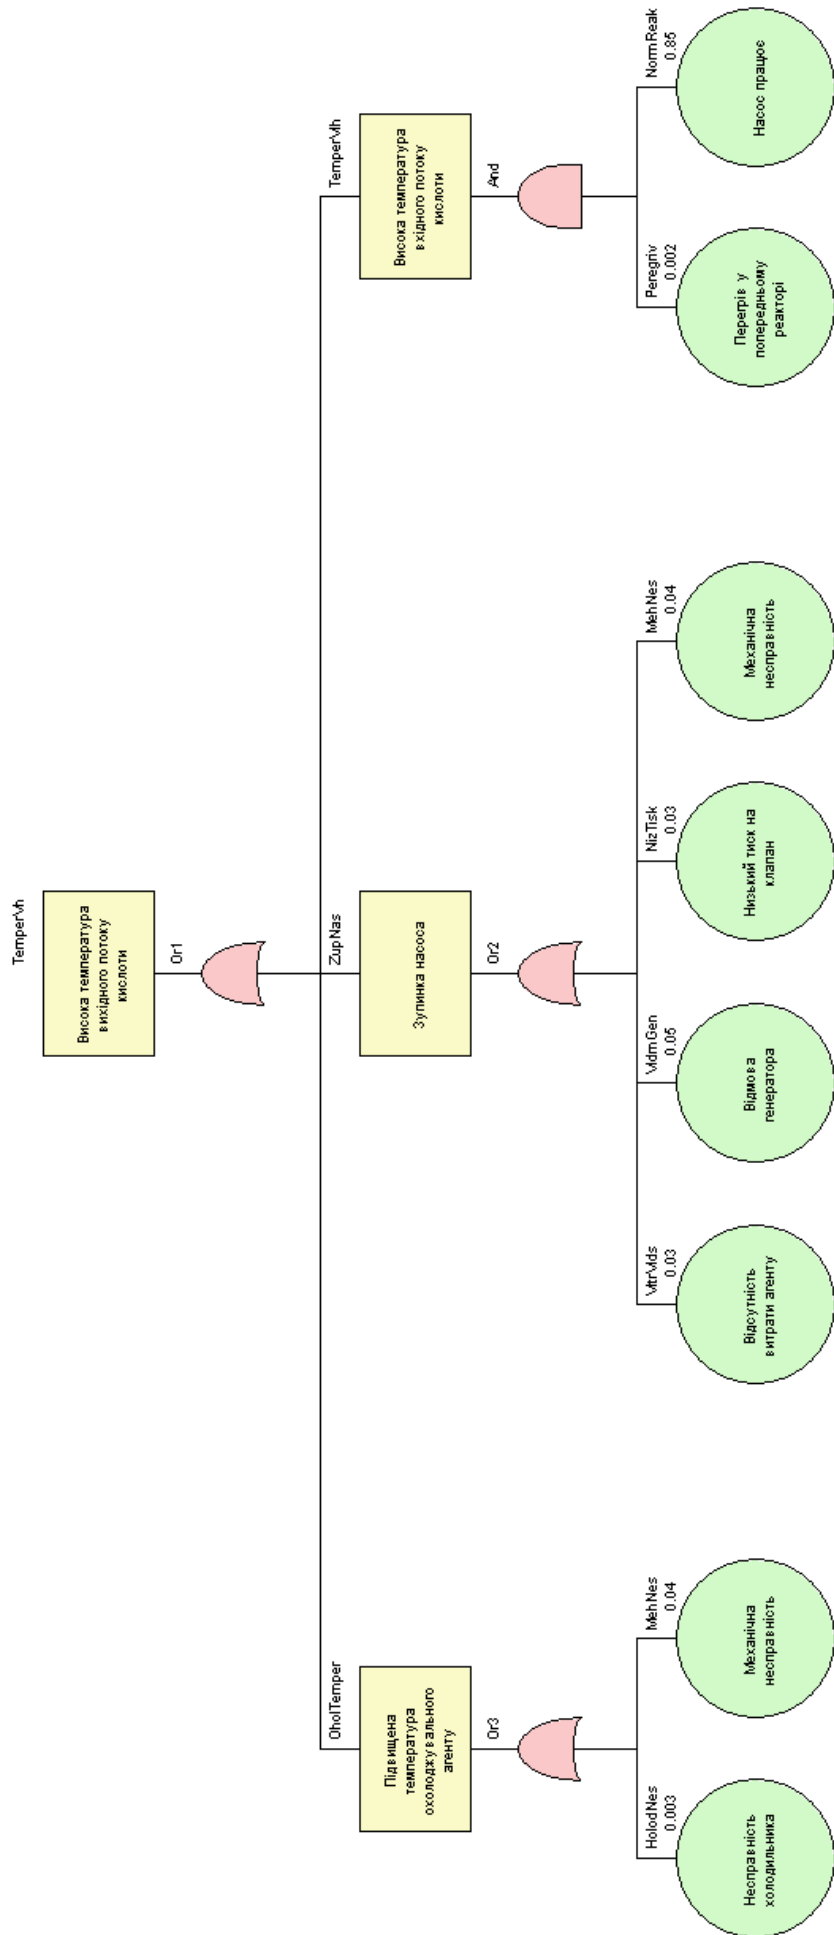 TemperVh
Висока температура
вихідного потоку
кислоти
Or1
OholTemper
Підвищена
температура
охолоджувального
агенту
Or3
ZupNas
Зупинка насоса
Or2
TemperVh
Висока температура
вхідного потоку
кислоти
And
HolodNes
0.003
Несправність
холодильника
MehNes
0.04
Механічна
несправність
VitrVids
0.03
Відсутність
витрати агенту
VidmGen
0.05
Відмова
генератора
NizTisk
0.03
Низький тиск на
клапан
MehNes
0.04
Механічна
несправність
Peregriv
0.002
Перегрів у
попередньому
реакторі
NormReak
0.85
Насос працює